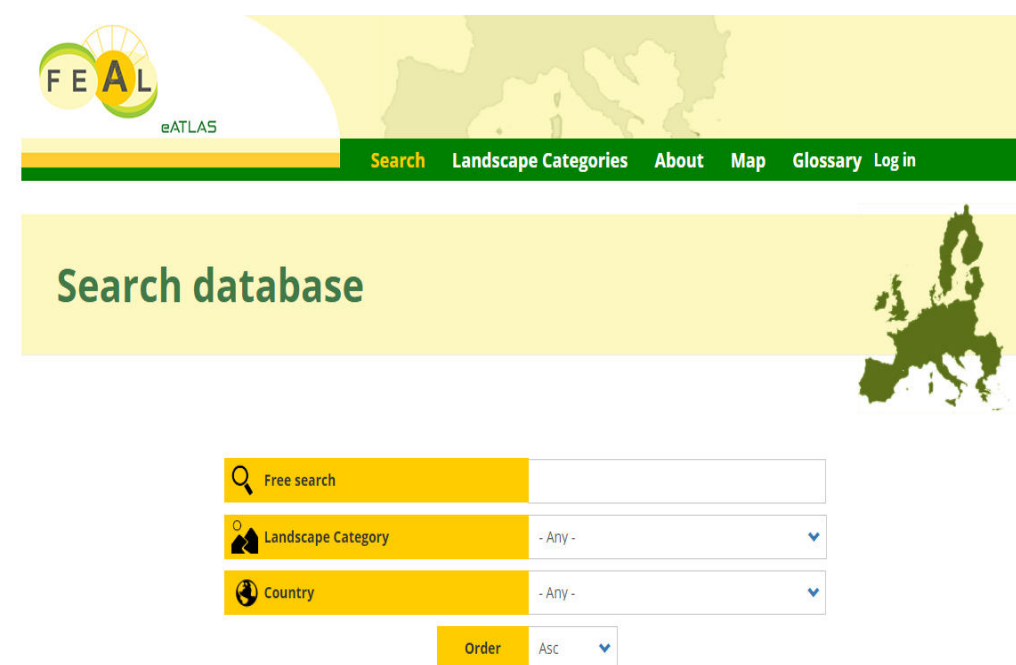 FEAL
eATLAS
Search Landscape Categories About Map Glossary Log in
Search database
Free search
Landscape Category - Any -
Country - Any -
Order Asc